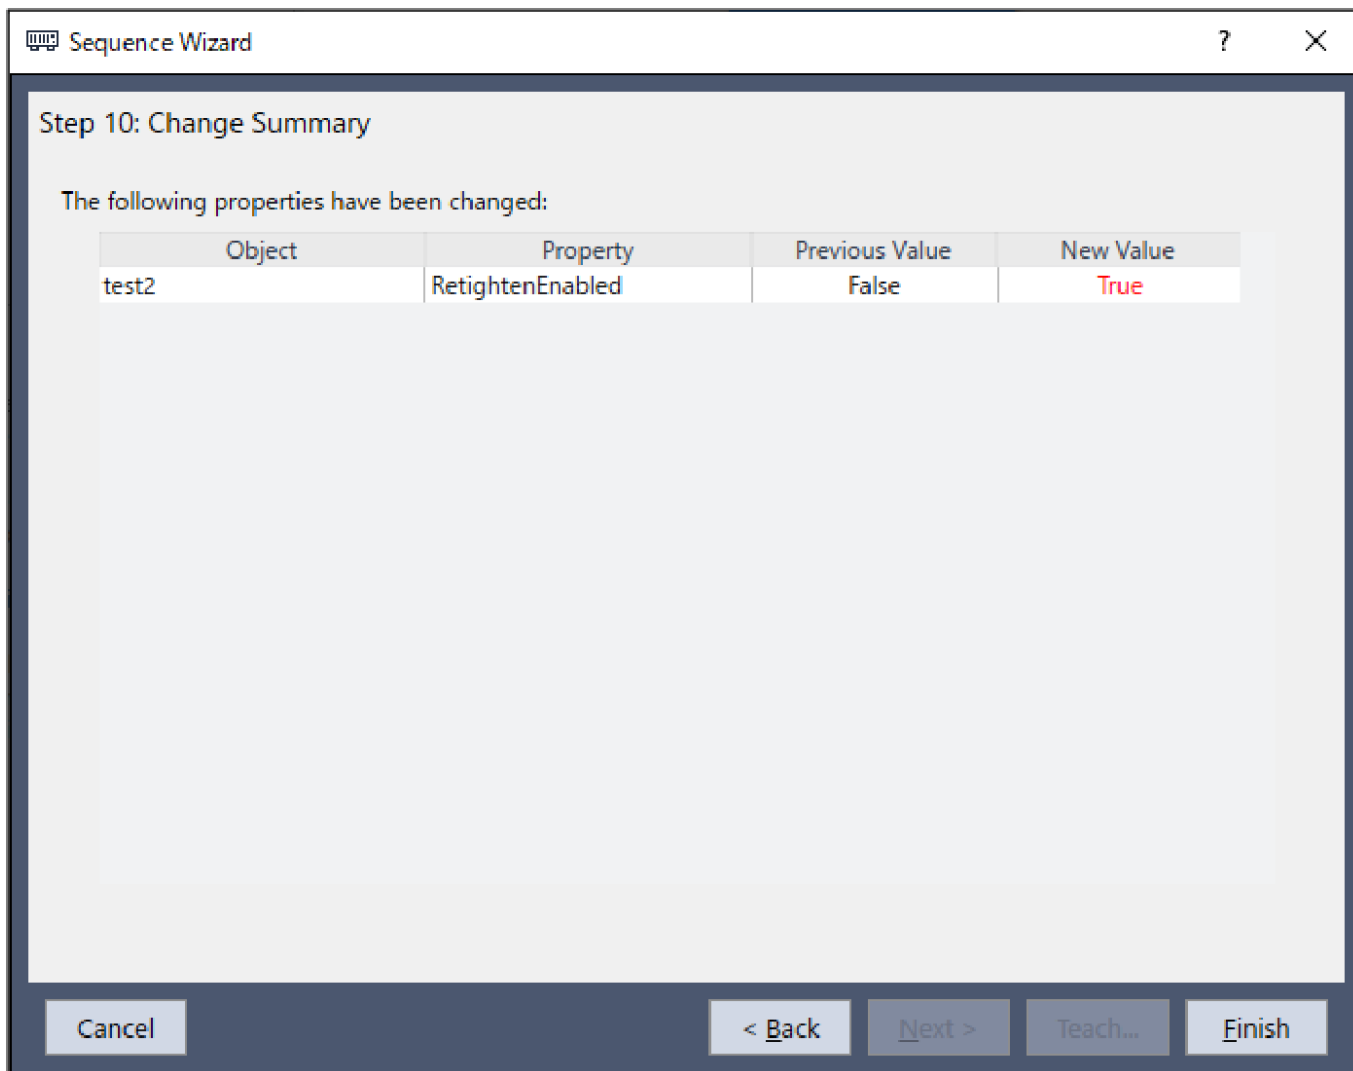 Sequence Wizard ?
Step 10: Change Summary
The following properties have been changed:
Object Property Previous Value New Value
test2 RetightenEnabled False True
Cancel < Back Next > Teach... Finish